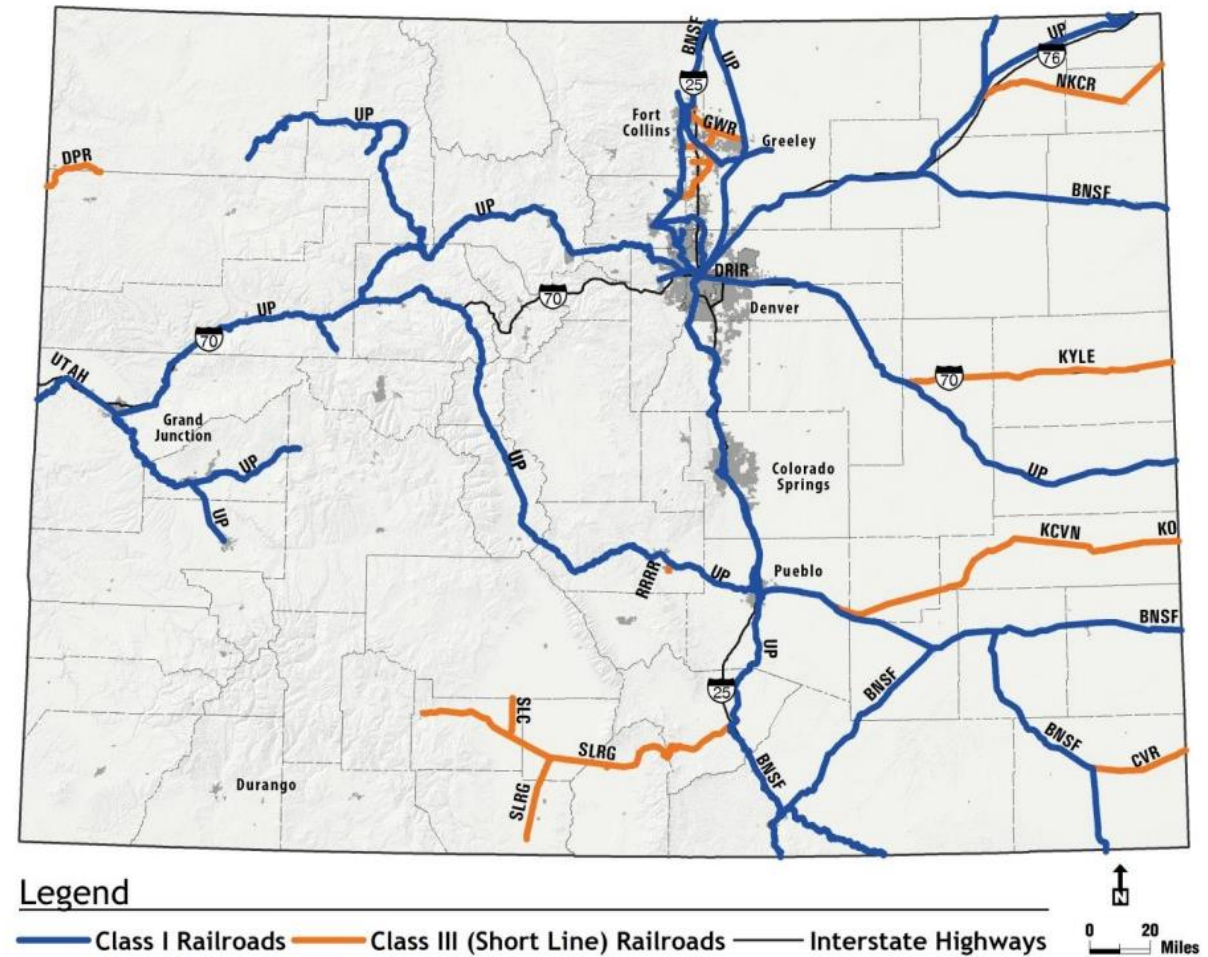 BNSF
UP
25
UP
76
NKCR
Fort
Collins
GWR
Greeley
UP
DPR
BNSF
UP
DRIR
Denver
70
UP
70
UTAH
KYLE
70
Grand
Junction
UP
UP
UP
Colorado
Springs
UP
KCVN
KO
RRRR
UP
Pueblo
BNSF
UP
BNSF
25
SLC
SLRG
BNSF
BNSF
CVR
SLRG
Durango
Legend
Class I Railroads
Class III (Short Line) Railroads
Interstate Highways
N
0 20
Miles